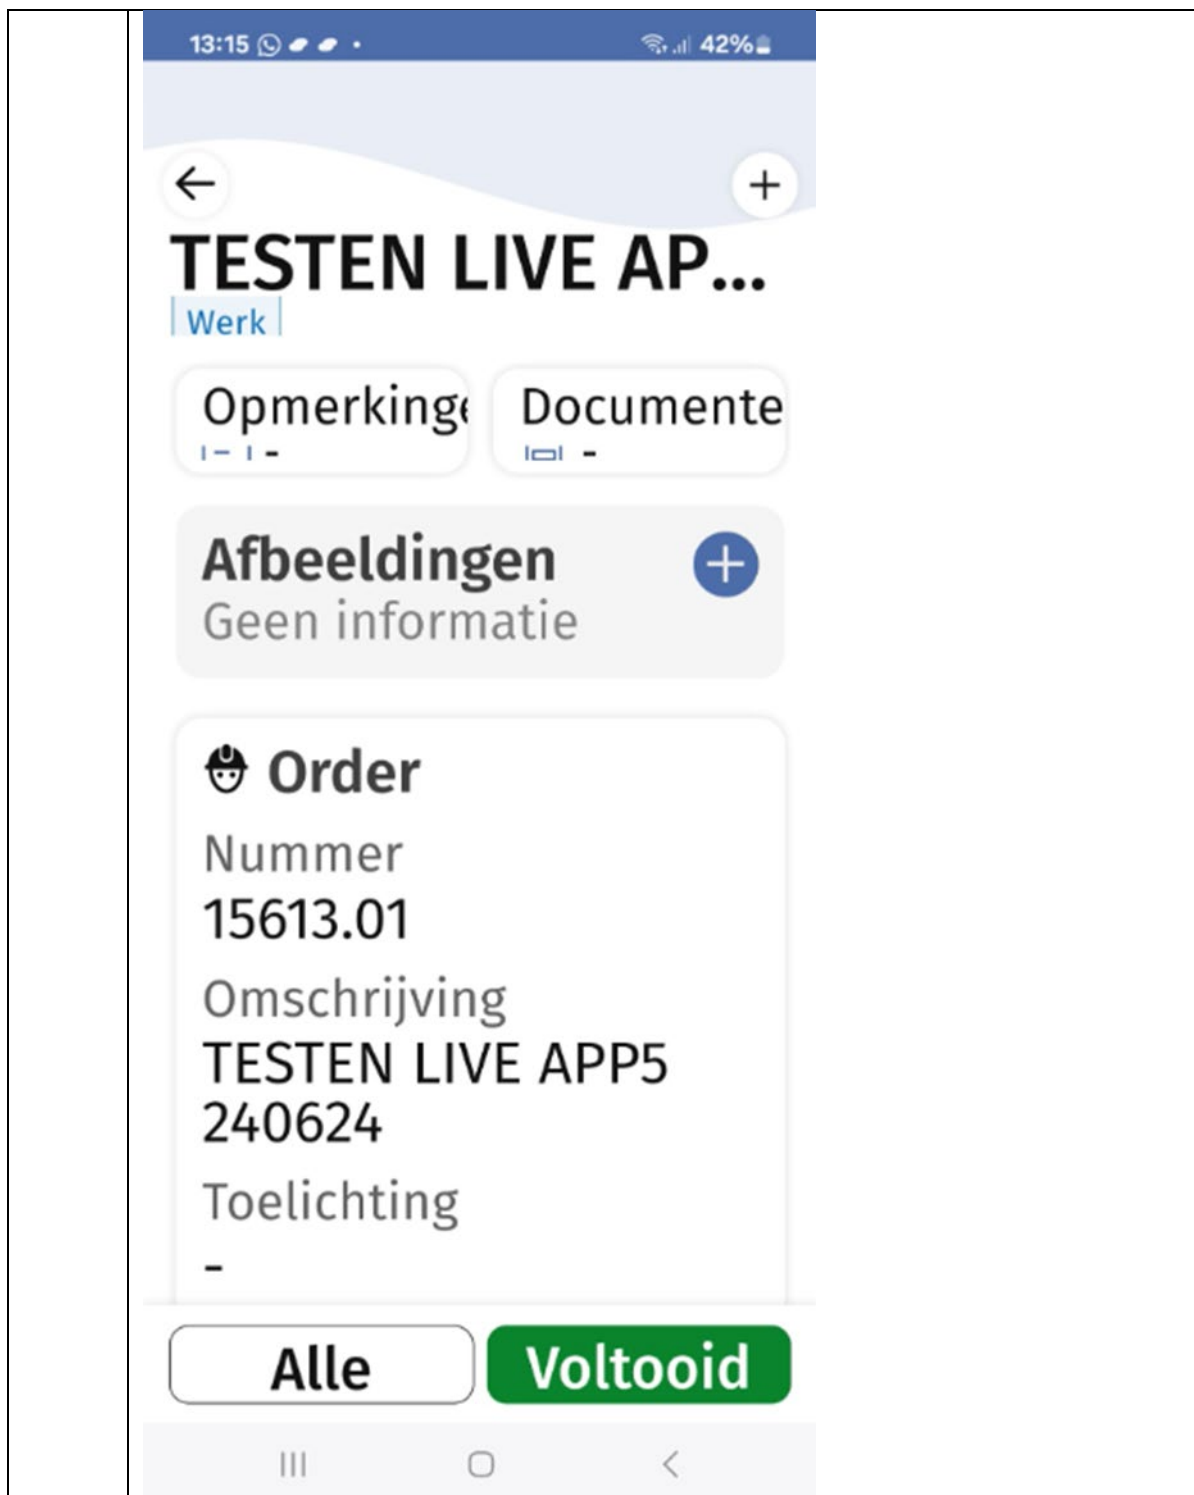 13:15 42%
TESTEN LIVE AP...
Werk
Opmerkinge Documente
- -
Afbeeldingen
Geen informatie
Order
Nummer
15613.01
Omschrijving
TESTEN LIVE APP5
240624
Toelichting
-
Alle Voltooid